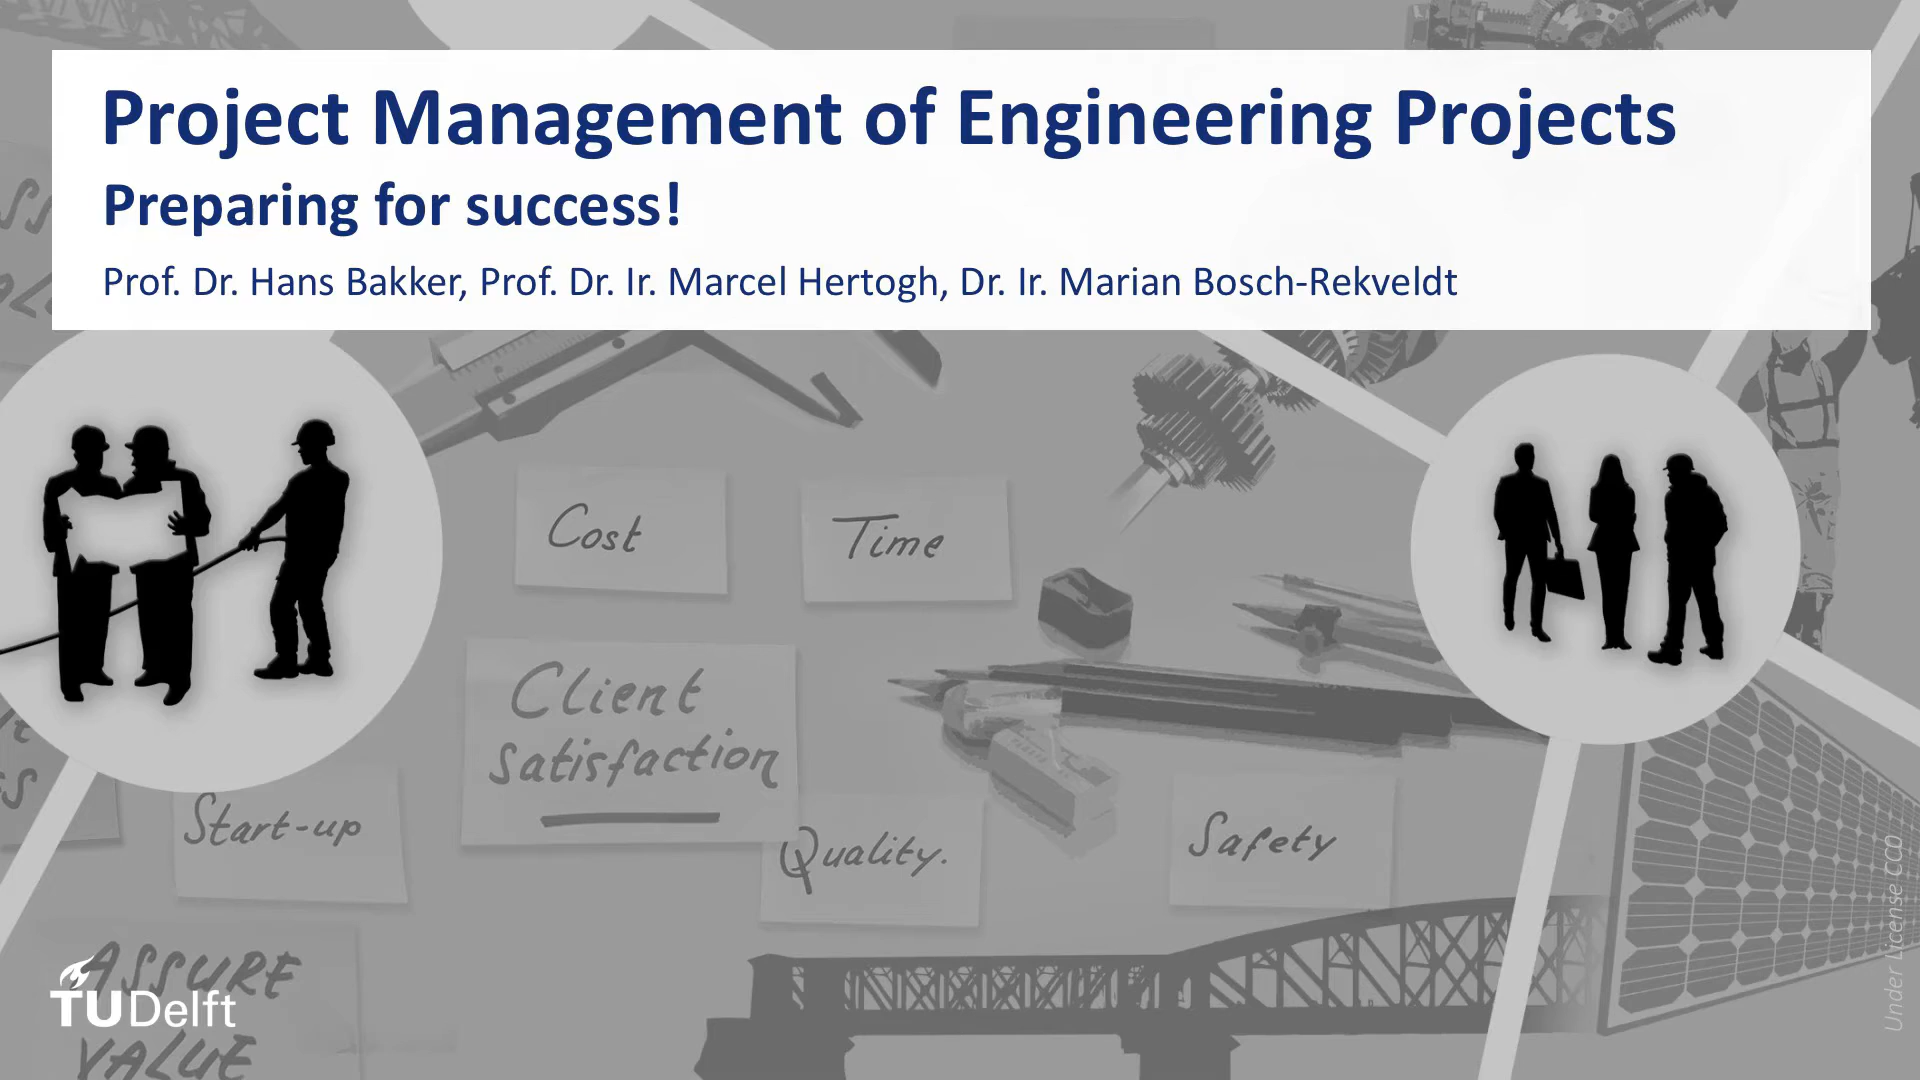 Project Management of Engineering Projects
Preparing for success!
Prof. Dr. Hans Bakker, Prof. Dr. Ir. Marcel Hertogh, Dr. Ir. Marian Bosch-Rekveldt
Cost
Time
Client
Satisfaction
Start-up
Quality.
Safety
ASSURE
VALUE
TUDelft
Under License CC0